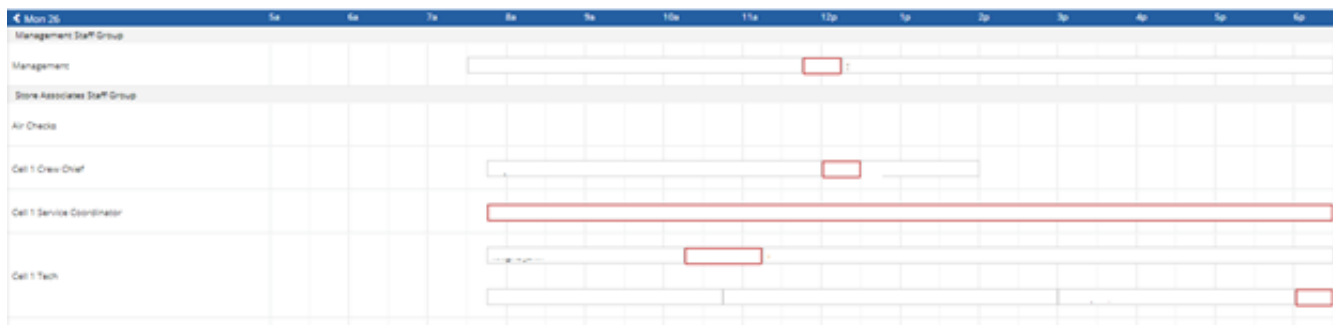 < Mon 26 5a 6a 7a 8a 9a 10a 11a 12p 1p 2p 3p 4p 5p 6p
Management Staff Group
Management
Store Associates Staff Group
Air Checks
Cell 1 Crew Chief
Cell 1 Service Coordinator
Cell 1 Tech